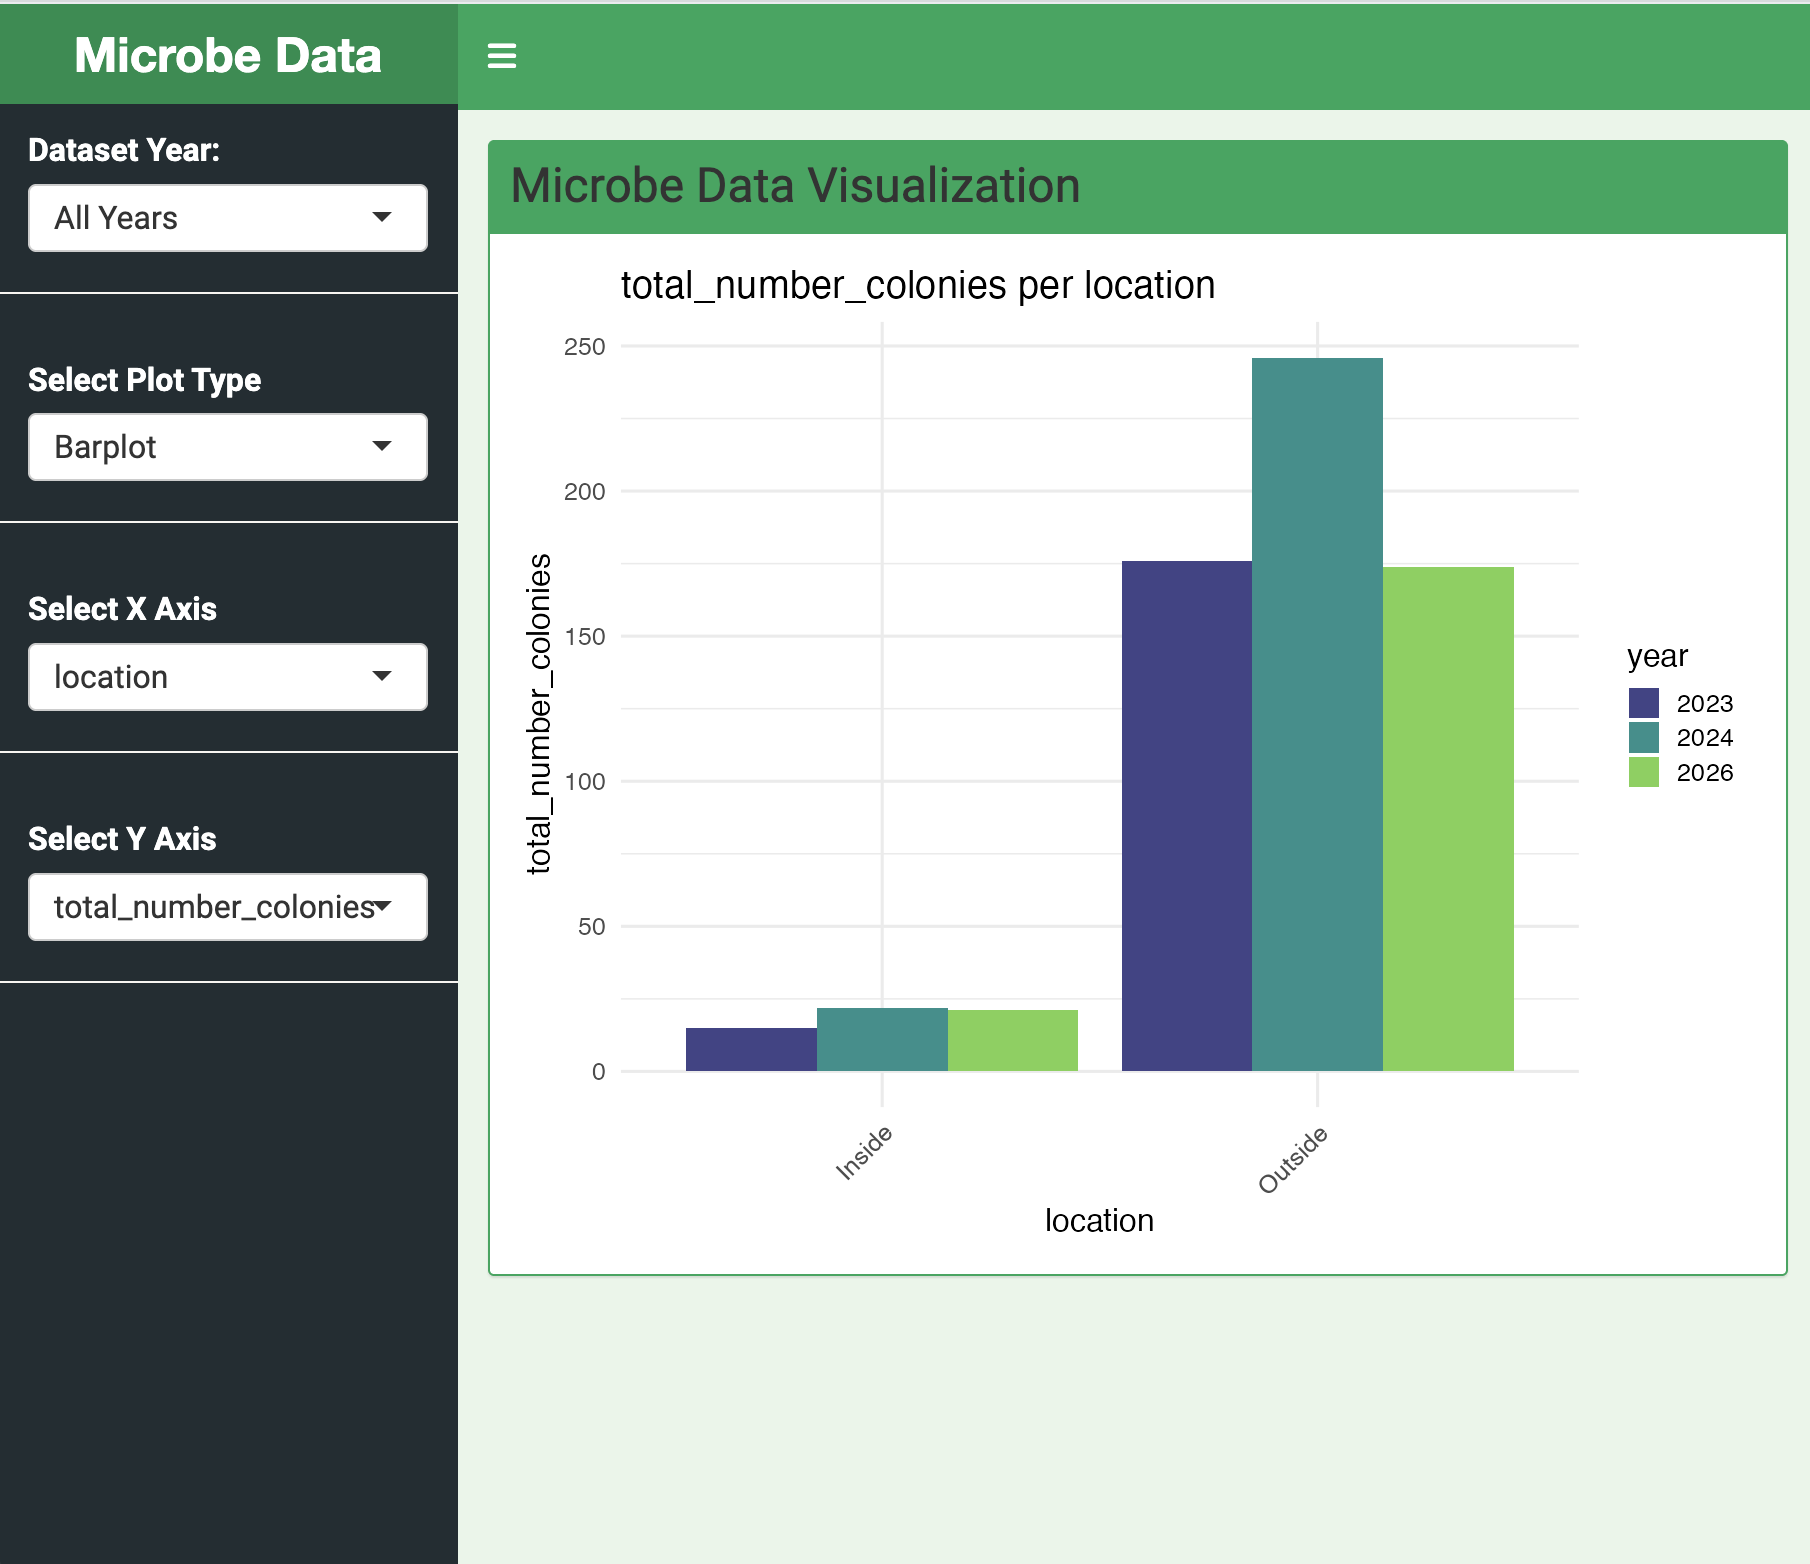 Microbe Data
Dataset Year:
All Years
Select Plot Type
Barplot
Select X Axis
location
Select Y Axis
total_number_colonies
Microbe Data Visualization
total_number_colonies per location
total_number_colonies
250
200
150
100
50
0
Inside
Outside
location
year
2023
2024
2026